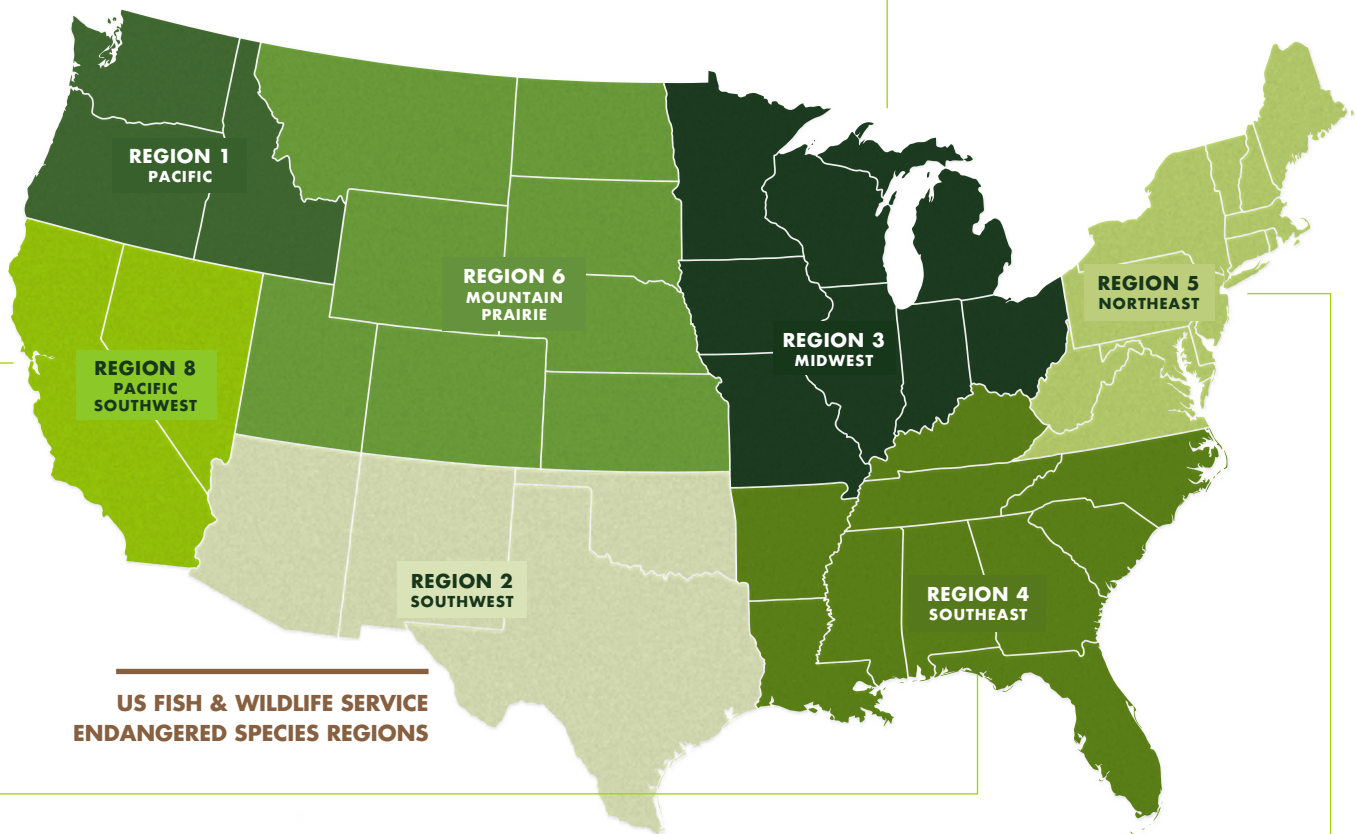 REGION 1
PACIFIC
REGION 6
MOUNTAIN
PRAIRIE
REGION 5
NORTHEAST
REGION 3
MIDWEST
REGION 8
PACIFIC
SOUTHWEST
REGION 2
SOUTHWEST
REGION 4
SOUTHEAST
US FISH & WILDLIFE SERVICE
ENDANGERED SPECIES REGIONS